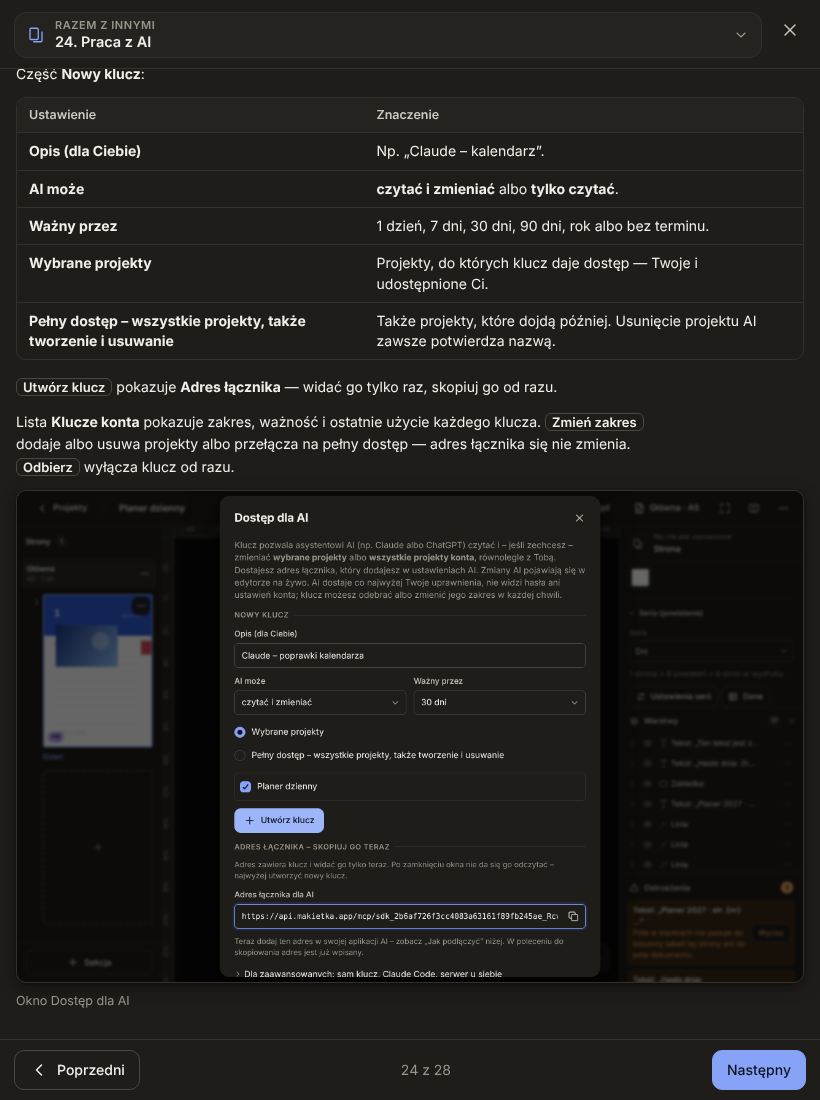 RAZEM Z INNYMI
24. Praca z AI
Część Nowy klucz:
Ustawienie Znaczenie
Opis (dla Ciebie) Np. „Claude – kalendarz”.
AI może czytać i zmieniać albo tylko czytać.
Ważny przez 1 dzień, 7 dni, 30 dni, 90 dni, rok albo bez terminu.
Wybrane projekty Projekty, do których klucz daje dostęp — Twoje i
udostępnione Ci.
Pełny dostęp – wszystkie projekty, także Także projekty, które dojdą później. Usunięcie projektu AI
tworzenie i usuwanie zawsze potwierdza nazwą.
Utwórz klucz pokazuje Adres łącznika — widać go tylko raz, skopiuj go od razu.
Lista Klucze konta pokazuje zakres, ważność i ostatnie użycie każdego klucza. Zmień zakres
dodaje albo usuwa projekty albo przełącza na pełny dostęp — adres łącznika się nie zmienia.
Odbierz wyłącza klucz od razu.
Projekty Planer dzienny
Dostęp dla AI
Klucz pozwala asystentowi AI (np. Claude albo ChatGPT) czytać i – jeśli zechcesz –
zmieniać wybrane projekty albo wszystkie projekty konta, równolegle z Tobą.
Dostajesz adres łącznika, który dodajesz w ustawieniach AI. Zmiany AI pojawiają się w
edytorze na żywo. AI dostaje co najwyżej Twoje uprawnienia, nie widzi hasła ani
ustawień konta; klucz możesz odebrać albo zmienić jego zakres w każdej chwili.
NOWY KLUCZ
Opis (dla Ciebie)
Claude – poprawki kalendarza
AI może Ważny przez
czytać i zmieniać 30 dni
Wybrane projekty
Pełny dostęp – wszystkie projekty, także tworzenie i usuwanie
Planer dzienny
Utwórz klucz
ADRES ŁĄCZNIKA – SKOPIUJ GO TERAZ
Adres zawiera klucz i widać go tylko teraz. Po zamknięciu okna nie da się go odczytać –
najwyżej utworzyć nowy klucz.
Adres łącznika dla AI
https://api.makietka.app/mcp/sdk_2b6af726f3cc4083a63161f89fb245ae_Rcv
Teraz dodaj ten adres w swojej aplikacji AI – zobacz „Jak podłączyć” niżej. W poleceniu do
skopiowania adres jest już wpisany.
Dla zaawansowanych: sam klucz, Claude Code, serwer u siebie
Okno Dostęp dla AI
Poprzedni 24 z 28 Następny